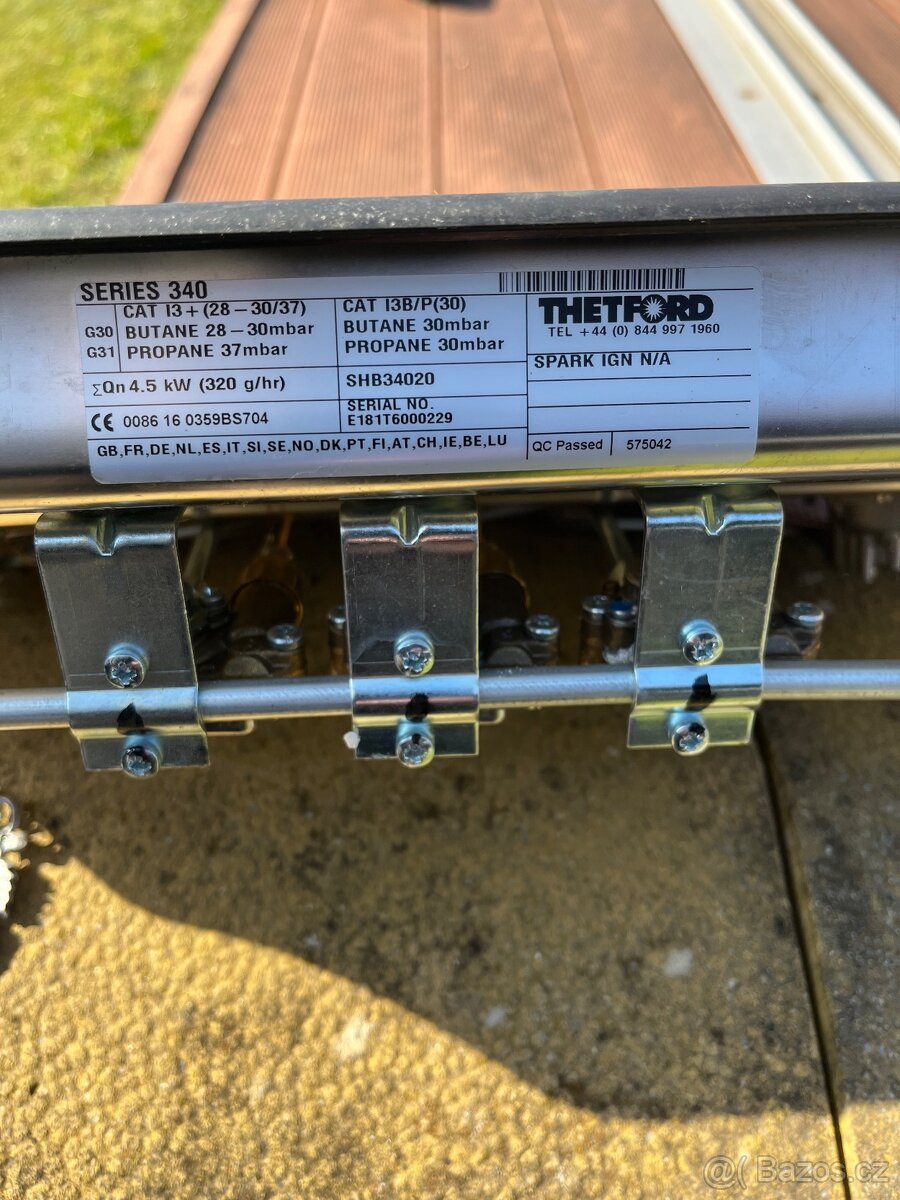 SERIES 340
G30
G31
CAT I3+(28-30/37)
BUTANE 28-30mbar
PROPANE 37mbar
CAT I3B/P(30)
BUTANE 30mbar
PROPANE 30mbar
THETFORD
TEL +44 (0) 844 997 1960
SPARK IGN N/A
ΣQn 4.5 kW (320 g/hr)
SHB34020
CE 0086 16 0359BS704
SERIAL NO.
E181T6000229
GB,FR,DE,NL,ES,IT,SI,SE,NO,DK,PT,FI,AT,CH,IE,BE,LU
QC Passed 575042
@( Bazos.cz